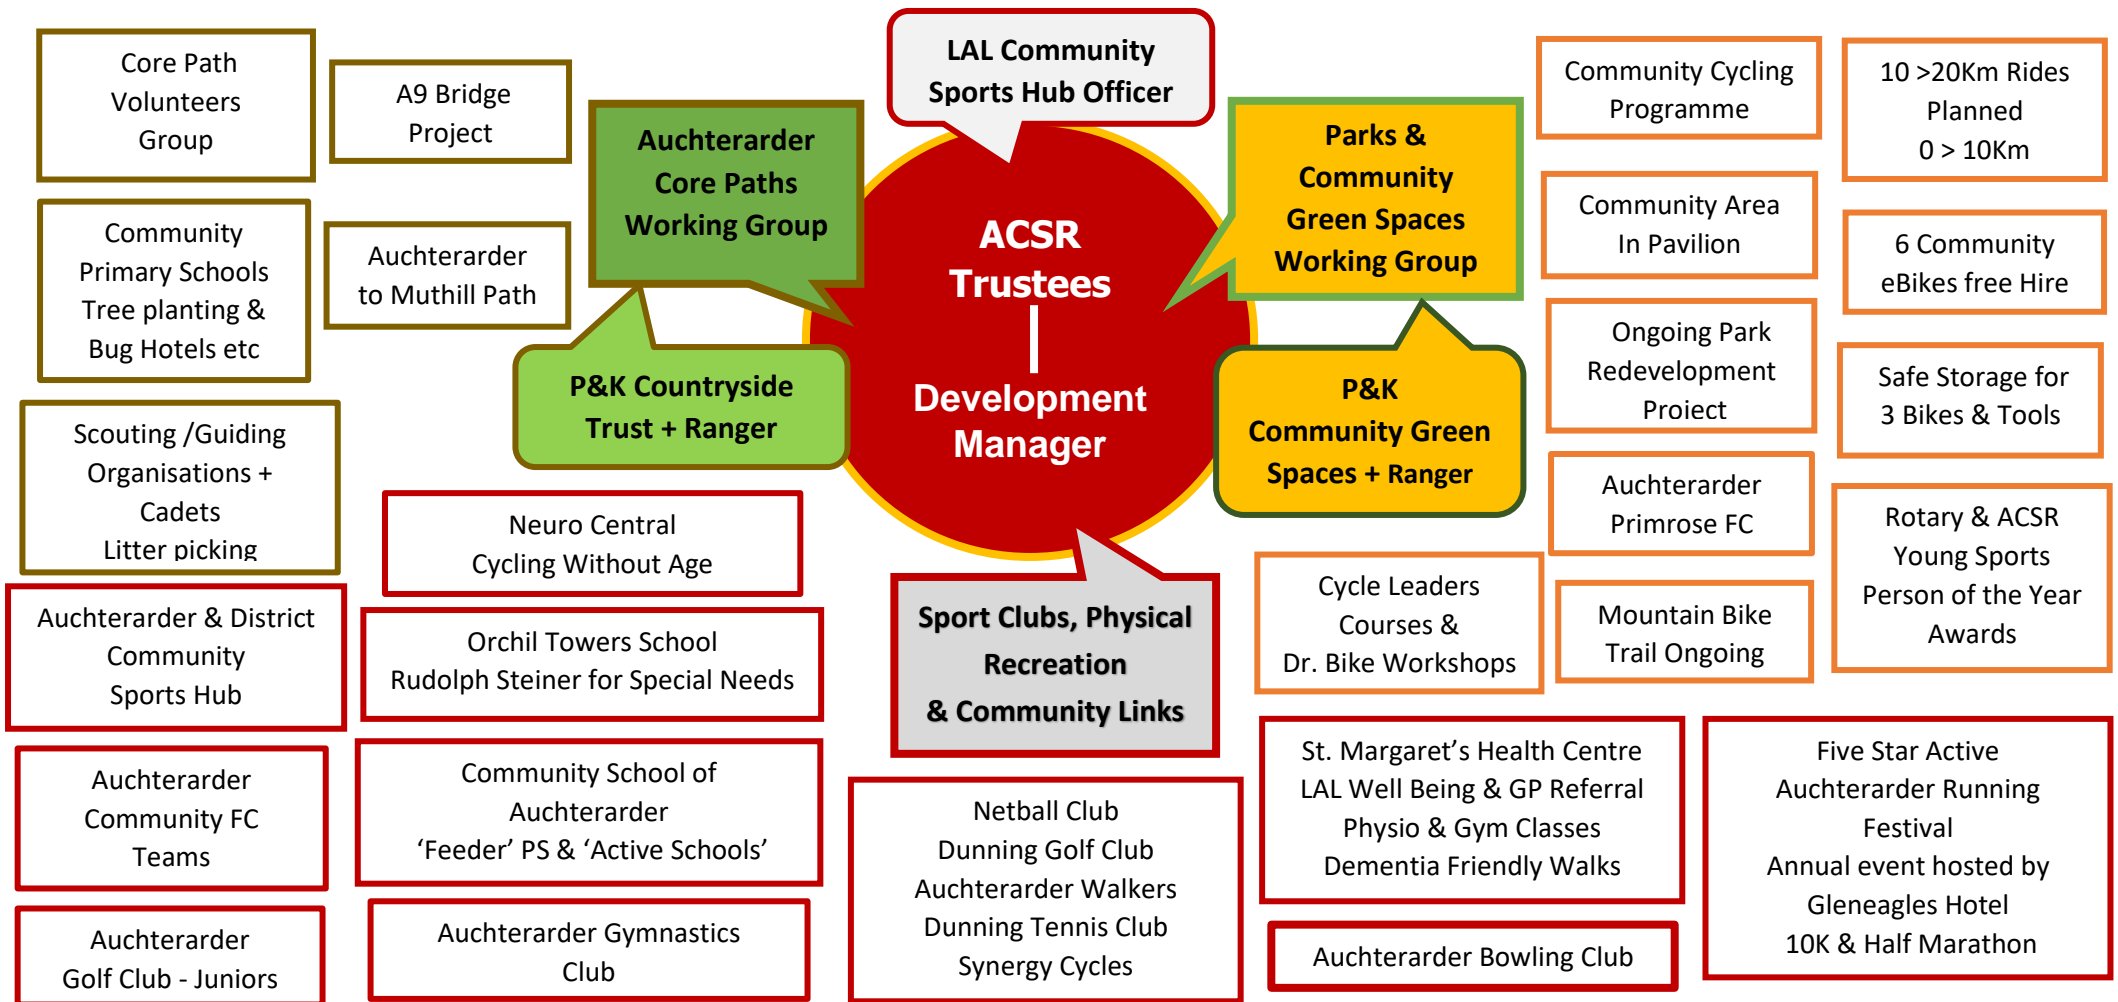 Core Path
Volunteers
Group
A9 Bridge
Project
Community
Primary Schools
Tree planting &
Bug Hotels etc
Auchterarder
to Muthill Path
Scouting /Guiding
Organisations +
Cadets
Litter picking
Auchterarder
Core Paths
Working Group
P&K Countryside
Trust + Ranger
LAL Community
Sports Hub Officer
ACSR
Trustees
Development
Manager
Parks &
Community
Green Spaces
Working Group
P&K
Community Green
Spaces + Ranger
Community Cycling
Programme
10 >20Km Rides
Planned
0 > 10Km
Community Area
In Pavilion
6 Community
eBikes free Hire
Ongoing Park
Redevelopment
Project
Safe Storage for
3 Bikes & Tools
Auchterarder
Primrose FC
Rotary & ACSR
Young Sports
Person of the Year
Awards
Cycle Leaders
Courses &
Dr. Bike Workshops
Mountain Bike
Trail Ongoing
Neuro Central
Cycling Without Age
Auchterarder & District
Community
Sports Hub
Orchil Towers School
Rudolph Steiner for Special Needs
Sport Clubs, Physical
Recreation
& Community Links
Auchterarder
Community FC
Teams
Community School of
Auchterarder
‘Feeder’ PS & ‘Active Schools’
Auchterarder
Golf Club - Juniors
Auchterarder Gymnastics
Club
Netball Club
Dunning Golf Club
Auchterarder Walkers
Dunning Tennis Club
Synergy Cycles
St. Margaret’s Health Centre
LAL Well Being & GP Referral
Physio & Gym Classes
Dementia Friendly Walks
Auchterarder Bowling Club
Five Star Active
Auchterarder Running
Festival
Annual event hosted by
Gleneagles Hotel
10K & Half Marathon